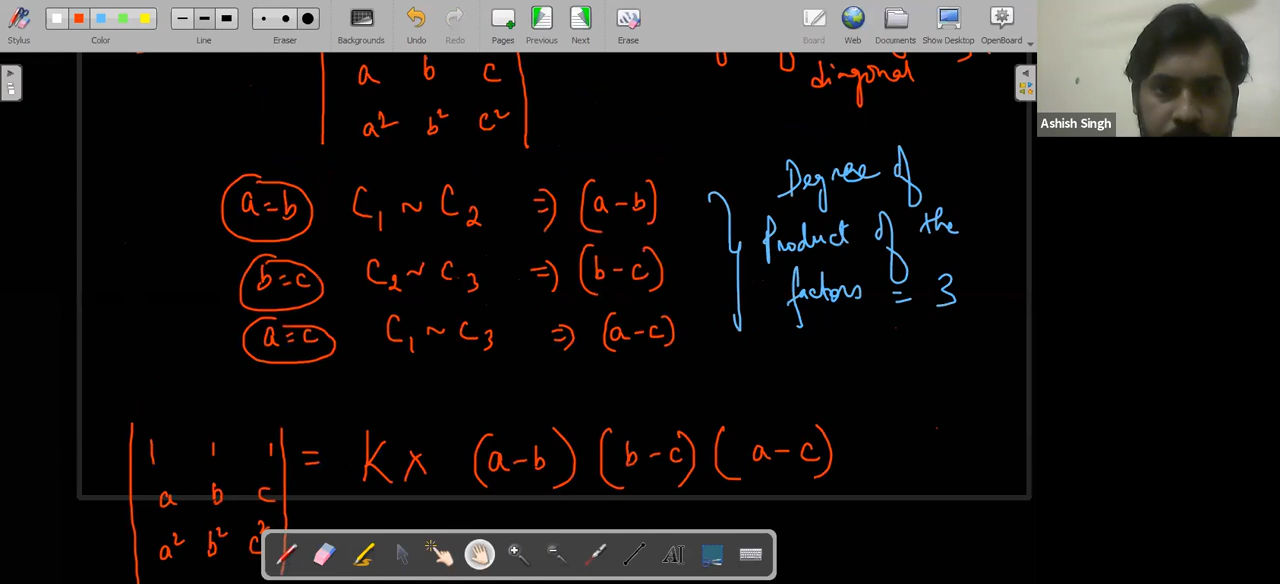 Stylus Color Line Eraser Backgrounds Undo Redo Pages Previous Next Erase Board Web Documents Show Desktop OpenBoard
Ashish Singh
a b c
diagonal
a² b² c²
a=b C₁ ~ C₂ ⇒ (a-b)
b=c C₂ ~ C₃ ⇒ (b-c)
a=c C₁ ~ C₃ ⇒ (a-c)
Degree of
Product of the
factors = 3
| 1 1 1 | = K × (a-b) (b-c) (a-c)
a b c
a² b² c²
AI